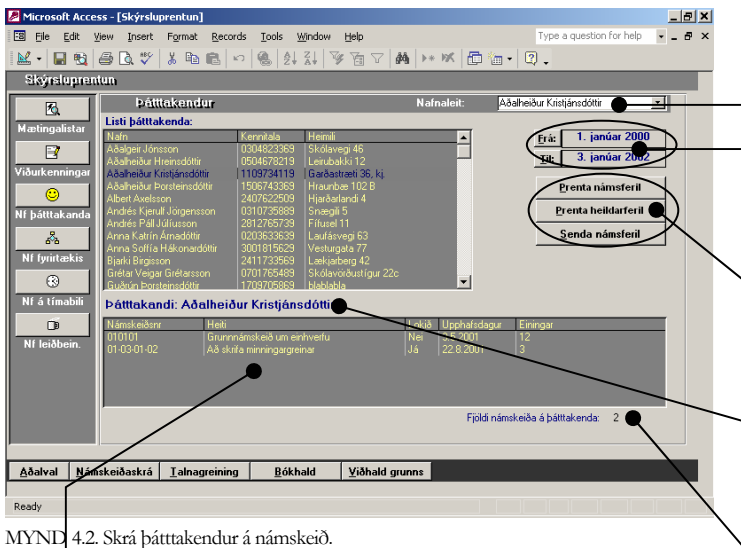 Microsoft Access - [Skýrsluprentun]
File Edit View Insert Format Records Tools Window Help Type a question for help
Skýrsluprentun
Þátttakendur Nafnaleit: Aðalheiður Kristjánsdóttir
Listi þátttakenda:
Nafn Kennitala Heimili
Aðalgeir Jónsson 0304823369 Skólavegi 46
Aðalheiður Hreinsdóttir 0504678219 Leirubakki 12
Aðalheiður Kristjánsdóttir 1109734119 Garðastræti 36, kj.
Aðalheiður Þorsteinsdóttir 1506743369 Hraunbæ 102 B
Albert Axelsson 2407622509 Hjarðarlandi 4
Andrés Kjerulf Jörgensson 0310735889 Snægili 5
Andrés Páll Júlíusson 2812765739 Fífusel 11
Anna Katrín Árnadóttir 0203633639 Laufásvegi 63
Anna Soffía Hákonardóttir 3001815629 Vesturgata 77
Bjarki Birgisson 2411733569 Lækjarberg 42
Grétar Veigar Grétarsson 0701765489 Skólavörðustígur 22c
Guðrún Þorsteinsdóttir 1709705869 blablabla
Frá: 1. janúar 2000
Til: 3. janúar 2002
Prenta námsferil
Prenta heildarferil
Senda námsferil
Mætingalistar
Viðurkenningar
Nf þátttakanda
Nf fyrirtækis
Nf á tímabili
Nf leiðbein.
Þátttakandi: Aðalheiður Kristjánsdóttir
Námskeiðsnr Heiti Lokið Upphafsdagur Einingar
010101 Grunnnámskeið um einhverfu Nei 3.5.2001 12
01-03-01-02 Að skrifa minningargreinar Já 22.8.2001 3
Fjöldi námskeiða á þátttakenda: 2
Aðalval Námskeiðaskrá Talnagreining Bókhald Viðhald grunns
Ready
MYND 4.2. Skrá þátttakendur á námskeið.